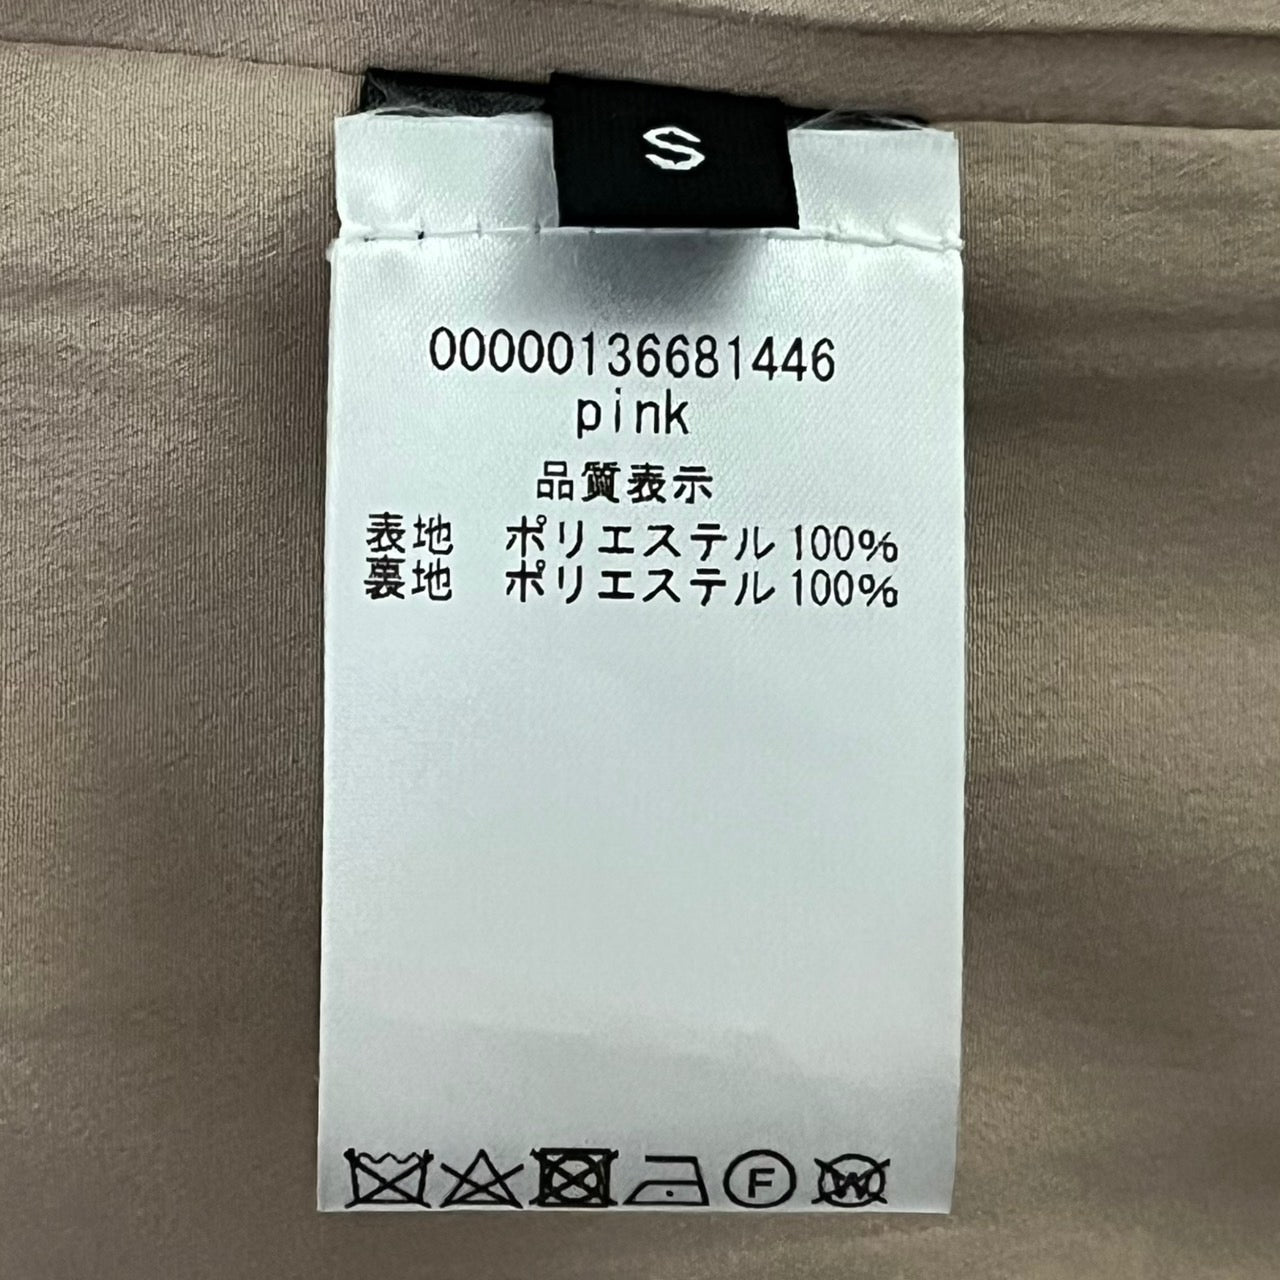 S
00000136681446
pink
品質表示
表地 ポリエステル 100%
裏地 ポリエステル 100%
F W